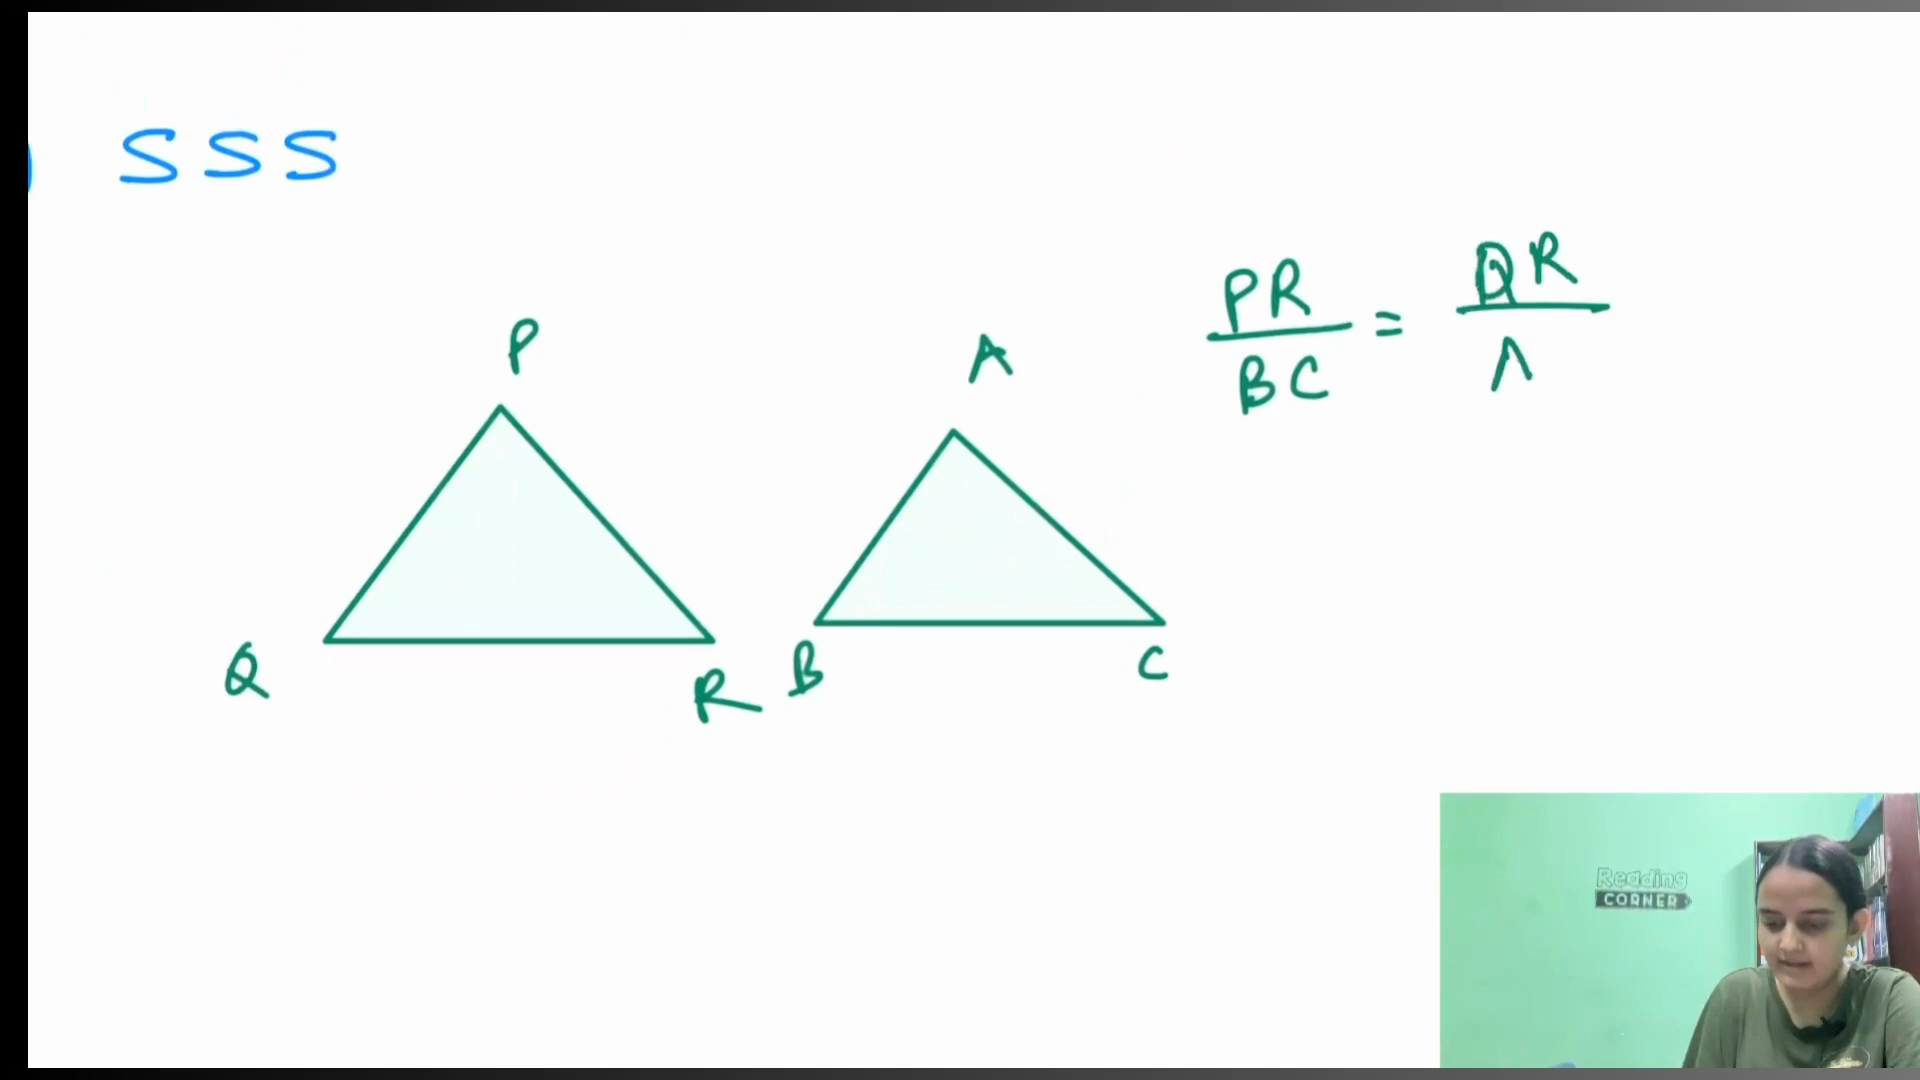 ) SSS
PR = QR
BC A
P
A
Q
R
B
C
Reading
CORNER